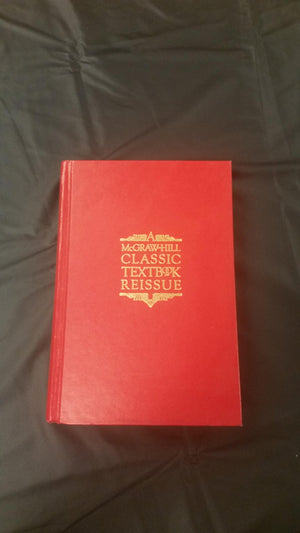 A
McGRAW-HILL
CLASSIC
TEXTBOOK
REISSUE